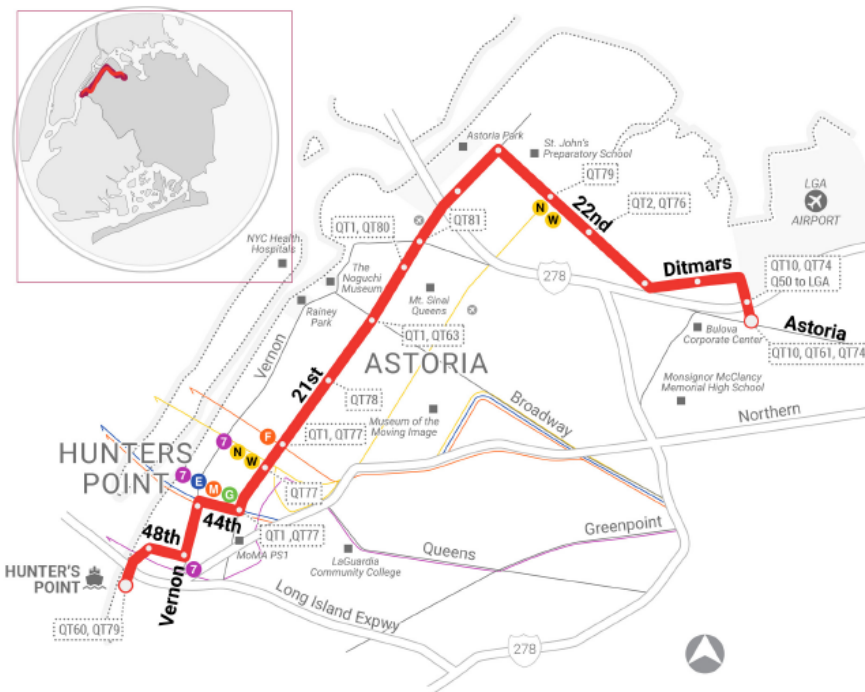 Astoria Park
St. John's
Preparatory School
QT79
N
W
22nd
QT2, QT76
LGA
AIRPORT
QT81
QT1, QT80
NYC Health
Hospitals
The
Noguchi
Museum
278
Ditmars
QT10, QT74
Q50 to LGA
Mt. Sinai
Queens
Rainey
Park
Vernon
Astoria
Bulova
Corporate Center
QT10, QT61, QT74
QT1, QT63
ASTORIA
21st
QT78
Monsignor McClancy
Memorial High School
Broadway
Northern
Museum of the
Moving Image
F
7
N
W
QT1, QT77
HUNTERS
POINT
7
E
M
G
QT77
44th
48th
QT1 ,QT77
MoMA PS1
Greenpoint
Queens
LaGuardia
Community College
HUNTER'S
POINT
Vernon
7
Long Island Expwy
QT60, QT79
278